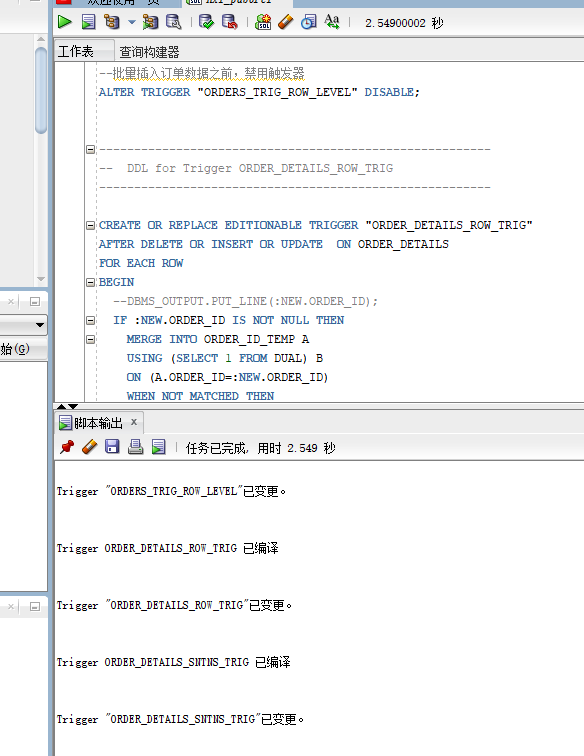 2.54900002 秒
工作表 查询构建器
--批量插入订单数据之前，禁用触发器
ALTER TRIGGER "ORDERS_TRIG_ROW_LEVEL" DISABLE;
--------------------------------------------------------
--  DDL for Trigger ORDER_DETAILS_ROW_TRIG
--------------------------------------------------------
CREATE OR REPLACE EDITIONABLE TRIGGER "ORDER_DETAILS_ROW_TRIG"
AFTER DELETE OR INSERT OR UPDATE  ON ORDER_DETAILS
FOR EACH ROW
BEGIN
--DBMS_OUTPUT.PUT_LINE(:NEW.ORDER_ID);
IF :NEW.ORDER_ID IS NOT NULL THEN
始(G)
MERGE INTO ORDER_ID_TEMP A
USING (SELECT 1 FROM DUAL) B
ON (A.ORDER_ID=:NEW.ORDER_ID)
WHEN NOT MATCHED THEN
脚本输出 ×
任务已完成, 用时 2.549 秒
Trigger "ORDERS_TRIG_ROW_LEVEL"已变更。
Trigger ORDER_DETAILS_ROW_TRIG 已编译
Trigger "ORDER_DETAILS_ROW_TRIG"已变更。
Trigger ORDER_DETAILS_SNTNS_TRIG 已编译
Trigger "ORDER_DETAILS_SNTNS_TRIG"已变更。